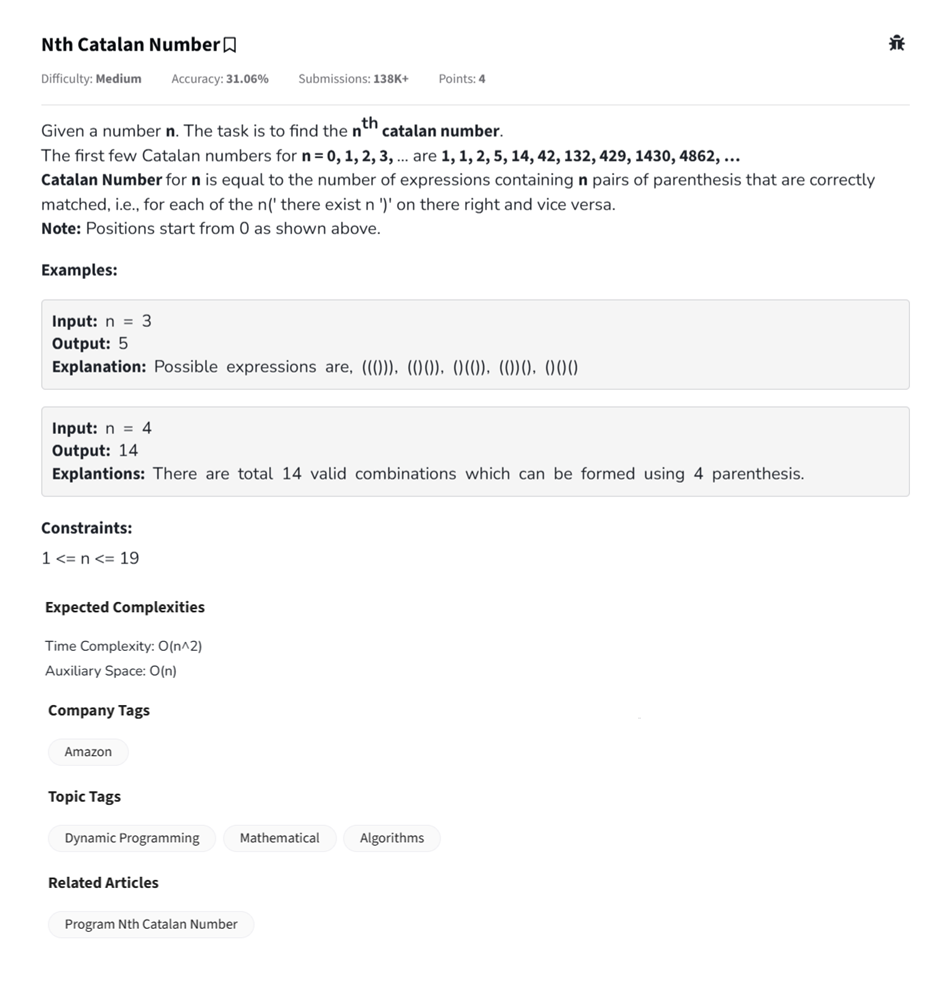 Nth Catalan Number
Difficulty: Medium Accuracy: 31.06% Submissions: 138K+ Points: 4
Given a number n. The task is to find the nth catalan number.
The first few Catalan numbers for n = 0, 1, 2, 3, ... are 1, 1, 2, 5, 14, 42, 132, 429, 1430, 4862, ...
Catalan Number for n is equal to the number of expressions containing n pairs of parenthesis that are correctly
matched, i.e., for each of the n(' there exist n ')' on there right and vice versa.
Note: Positions start from 0 as shown above.
Examples:
Input: n = 3
Output: 5
Explanation: Possible expressions are, ((())), (()()), ()(()), (())(), ()()()
Input: n = 4
Output: 14
Explantions: There are total 14 valid combinations which can be formed using 4 parenthesis.
Constraints:
1 <= n <= 19
Expected Complexities
Time Complexity: O(n^2)
Auxiliary Space: O(n)
Company Tags
Amazon
Topic Tags
Dynamic Programming Mathematical Algorithms
Related Articles
Program Nth Catalan Number